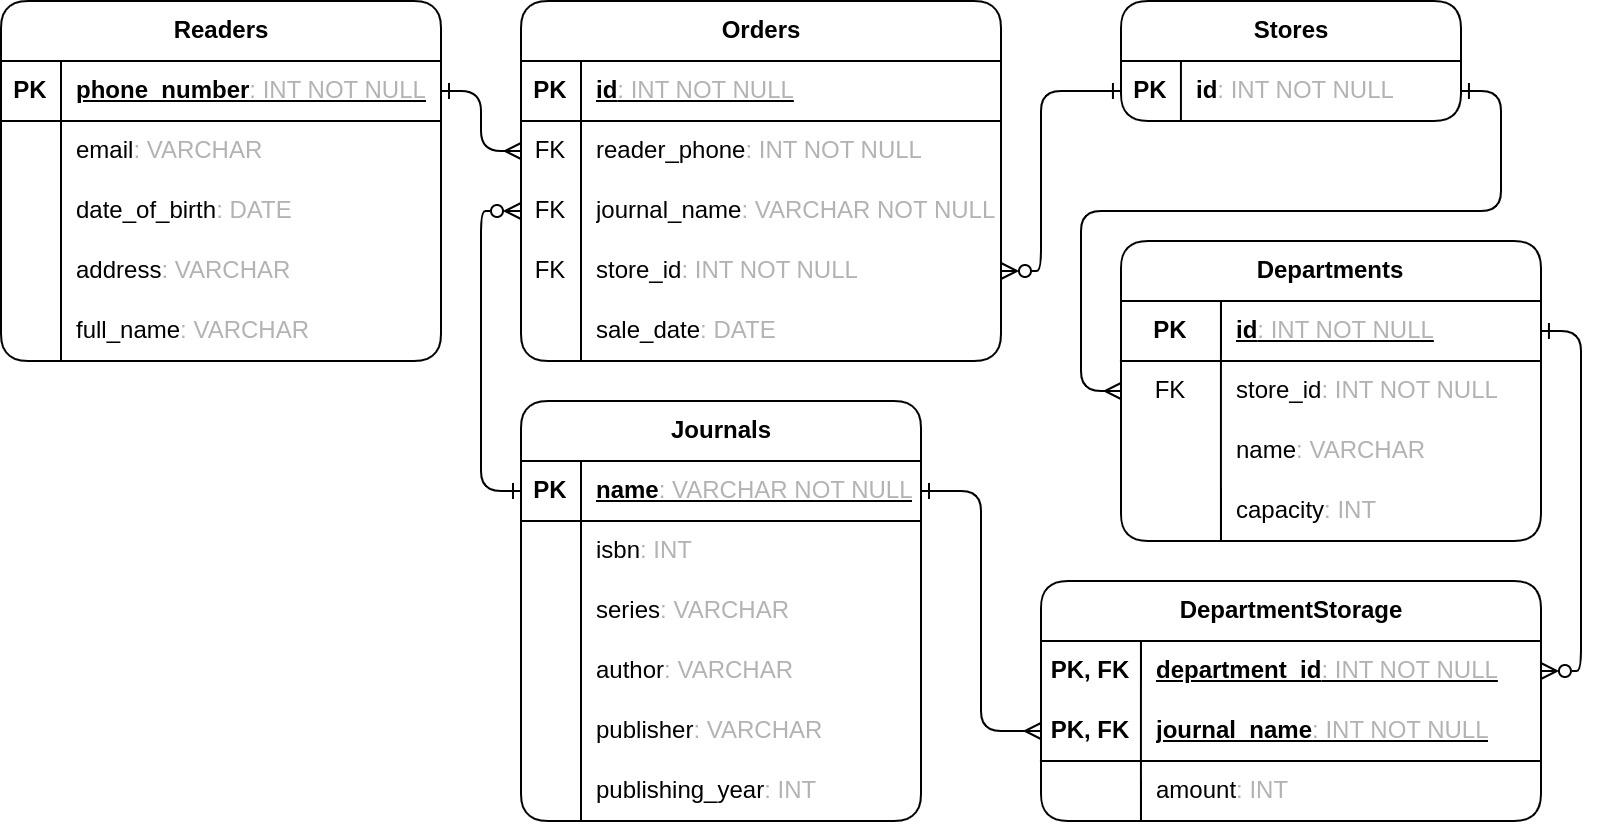 Readers
PK phone_number: INT NOT NULL
email: VARCHAR
date_of_birth: DATE
address: VARCHAR
full_name: VARCHAR
Orders
PK id: INT NOT NULL
FK reader_phone: INT NOT NULL
FK journal_name: VARCHAR NOT NULL
FK store_id: INT NOT NULL
sale_date: DATE
Stores
PK id: INT NOT NULL
Departments
PK id: INT NOT NULL
FK store_id: INT NOT NULL
name: VARCHAR
capacity: INT
Journals
PK name: VARCHAR NOT NULL
isbn: INT
series: VARCHAR
author: VARCHAR
publisher: VARCHAR
publishing_year: INT
DepartmentStorage
PK, FK department_id: INT NOT NULL
PK, FK journal_name: INT NOT NULL
amount: INT